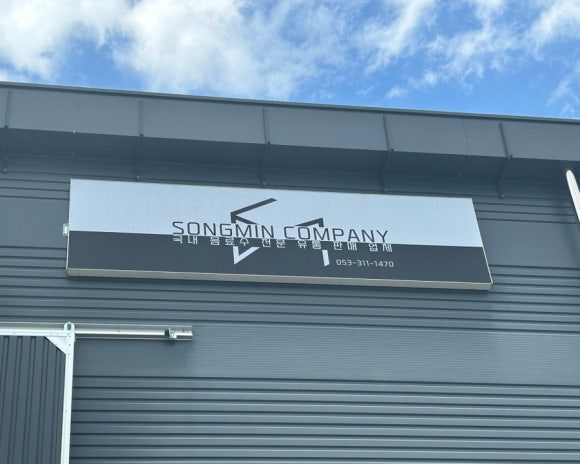 SONGMIN COMPANY
국내 음료수 전문 유통 판매 업체
053-311-1470